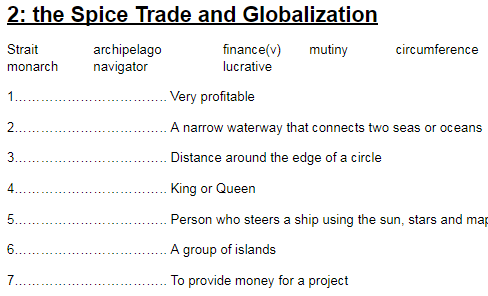 2: the Spice Trade and Globalization
Strait archipelago finance(v) mutiny circumference
monarch navigator lucrative
1…………………………….. Very profitable
2…………………………….. A narrow waterway that connects two seas or oceans
3…………………………….. Distance around the edge of a circle
4…………………………….. King or Queen
5…………………………….. Person who steers a ship using the sun, stars and
6…………………………….. A group of islands
7…………………………….. To provide money for a project